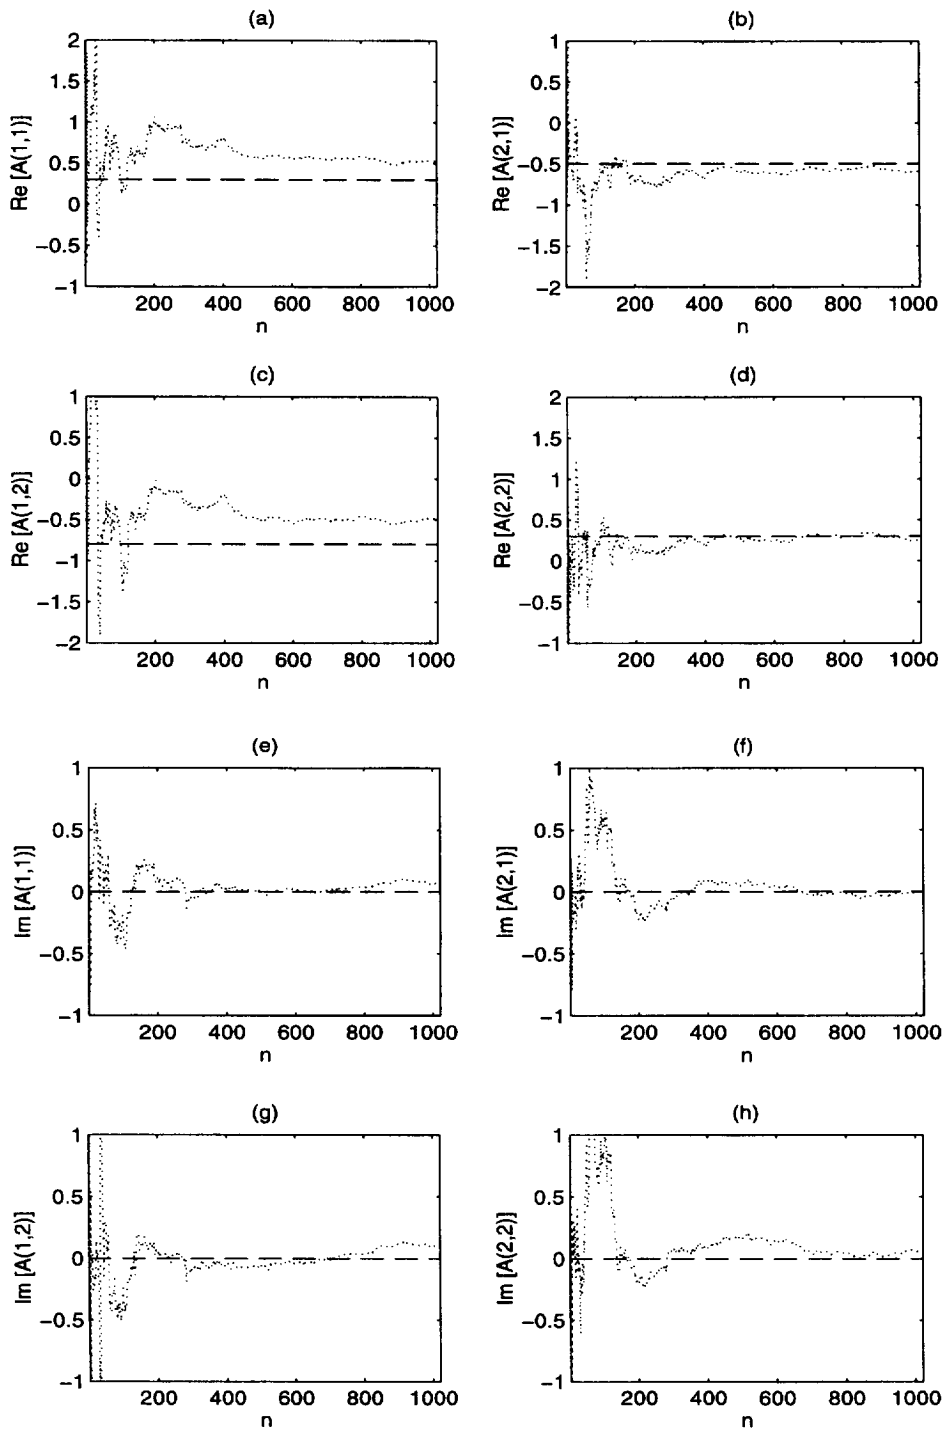 (a)
Re [A(1,1)]
2
1.5
1
0.5
0
−0.5
−1
200 400 600 800 1000
n
(b)
Re [A(2,1)]
1
0.5
0
−0.5
−1
−1.5
−2
200 400 600 800 1000
n
(c)
Re [A(1,2)]
1
0.5
0
−0.5
−1
−1.5
−2
200 400 600 800 1000
n
(d)
Re [A(2,2)]
2
1.5
1
0.5
0
−0.5
−1
200 400 600 800 1000
n
(e)
Im [A(1,1)]
1
0.5
0
−0.5
−1
200 400 600 800 1000
n
(f)
Im [A(2,1)]
1
0.5
0
−0.5
−1
200 400 600 800 1000
n
(g)
Im [A(1,2)]
1
0.5
0
−0.5
−1
200 400 600 800 1000
n
(h)
Im [A(2,2)]
1
0.5
0
−0.5
−1
200 400 600 800 1000
n